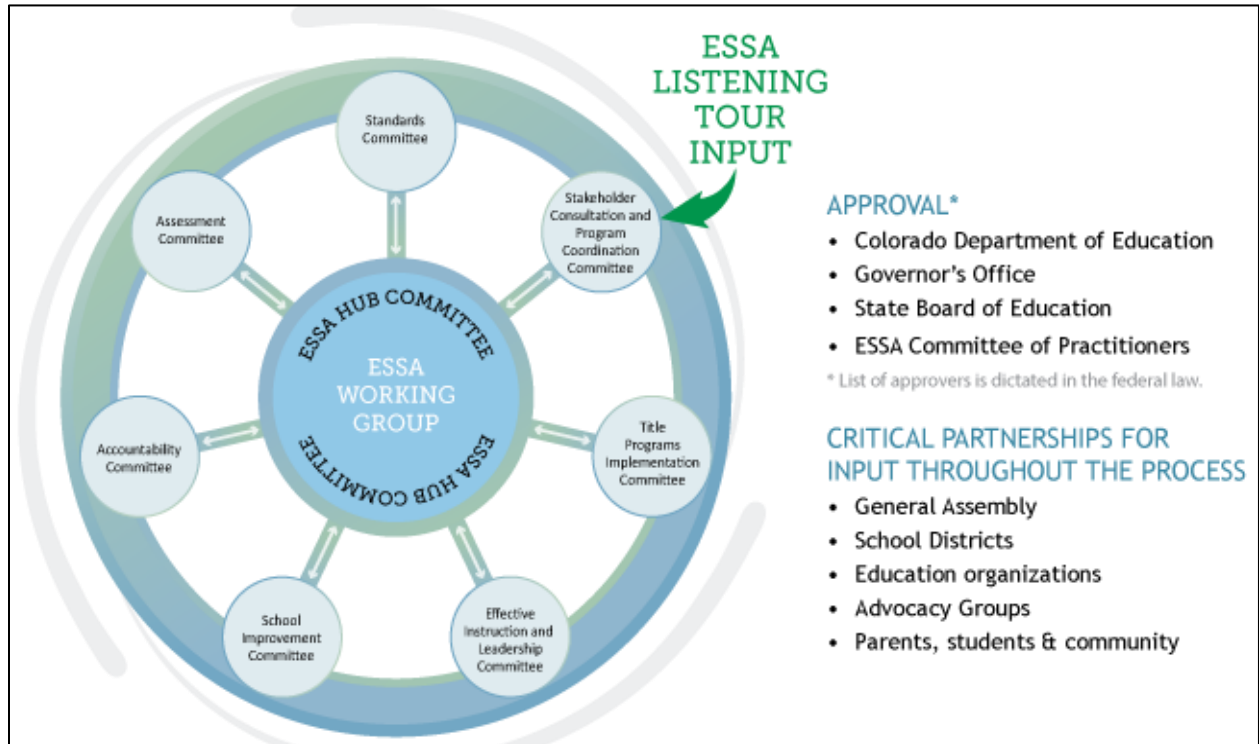 ESSA
LISTENING
TOUR
INPUT
Standards
Committee
Stakeholder
Consultation and
Program
Coordination
Committee
Assessment
Committee
ESSA HUB COMMITTEE
ESSA
WORKING
GROUP
ESSA HUB COMMITTEE
Accountability
Committee
Title
Programs
Implementation
Committee
School
Improvement
Committee
Effective
Instruction and
Leadership
Committee
APPROVAL*
• Colorado Department of Education
• Governor's Office
• State Board of Education
• ESSA Committee of Practitioners
* List of approvers is dictated in the federal law.
CRITICAL PARTNERSHIPS FOR
INPUT THROUGHOUT THE PROCESS
• General Assembly
• School Districts
• Education organizations
• Advocacy Groups
• Parents, students & community